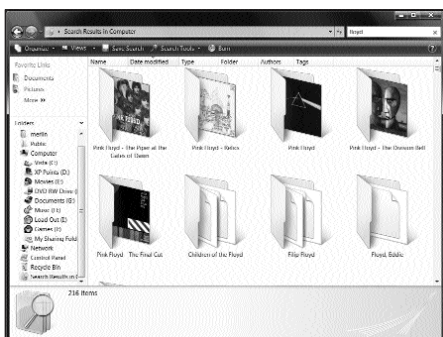 Search Results in Computer
floyd
Organize Views Save Search Search Tools Burn
Favorite Links
Documents
Pictures
More
Folders
merlin
Public
Computer
Vista (C:)
XP Points (D:)
Movies (E:)
DVD RW Drive (
Documents (G:)
Music (H:)
Load Out (I:)
Games (J:)
My Sharing Fold
Network
Control Panel
Recycle Bin
Search Results in C
Name Date modified Type Folder Authors Tags
Pink Floyd - The Piper at the Gates of Dawn
Pink Floyd - Relics
Pink Floyd
Pink Floyd - The Division Bell
Pink Floyd - The Final Cut
Children of the Floyd
Filip Floyd
Floyd, Eddie
216 Items